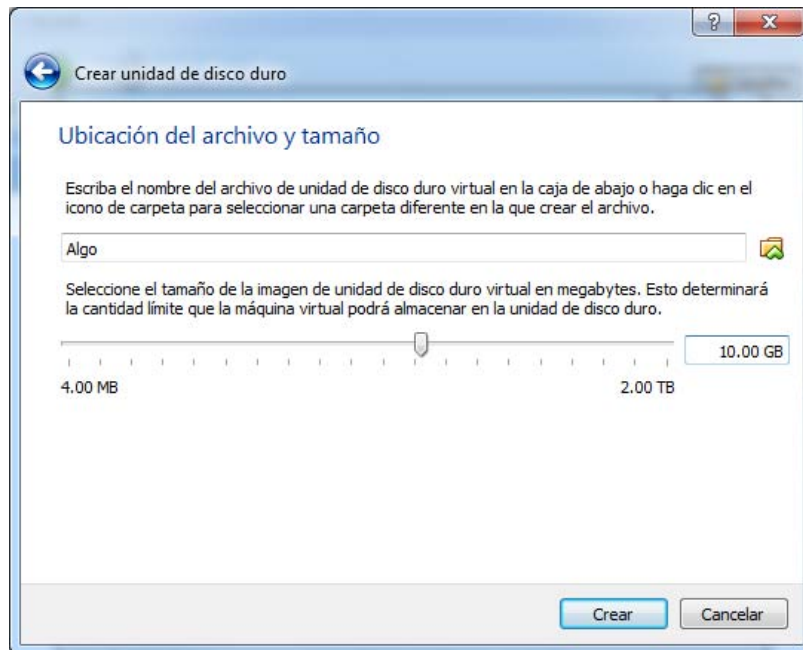 Crear unidad de disco duro
Ubicación del archivo y tamaño
Escriba el nombre del archivo de unidad de disco duro virtual en la caja de abajo o haga clic en el
icono de carpeta para seleccionar una carpeta diferente en la que crear el archivo.
Algo
Seleccione el tamaño de la imagen de unidad de disco duro virtual en megabytes. Esto determinará
la cantidad límite que la máquina virtual podrá almacenar en la unidad de disco duro.
10.00 GB
4.00 MB 2.00 TB
Crear Cancelar